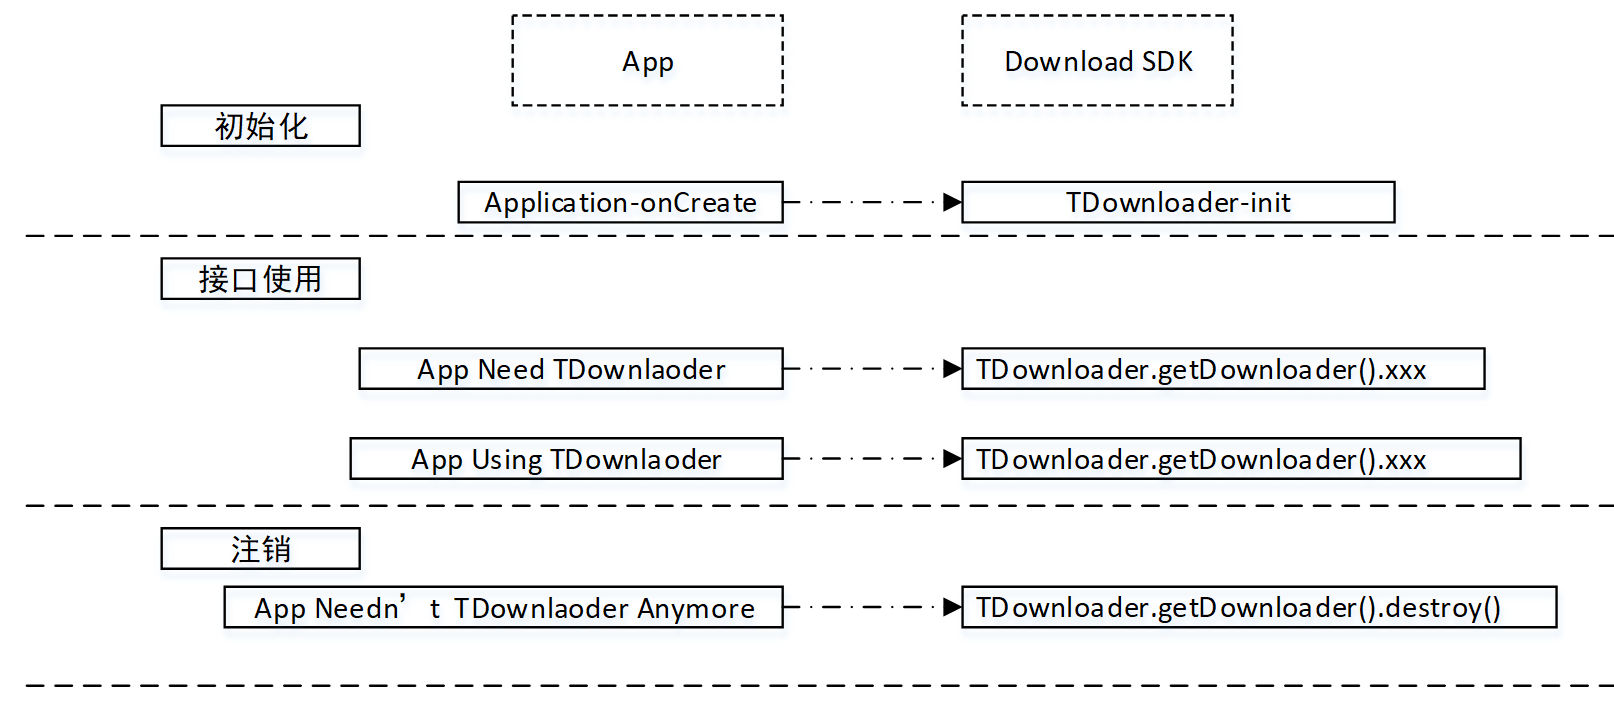 App
Download SDK
初始化
Application-onCreate
TDownloader-init
接口使用
App Need TDownlaoder
TDownloader.getDownloader().xxx
App Using TDownlaoder
TDownloader.getDownloader().xxx
注销
App Needn’t TDownlaoder Anymore
TDownloader.getDownloader().destroy()